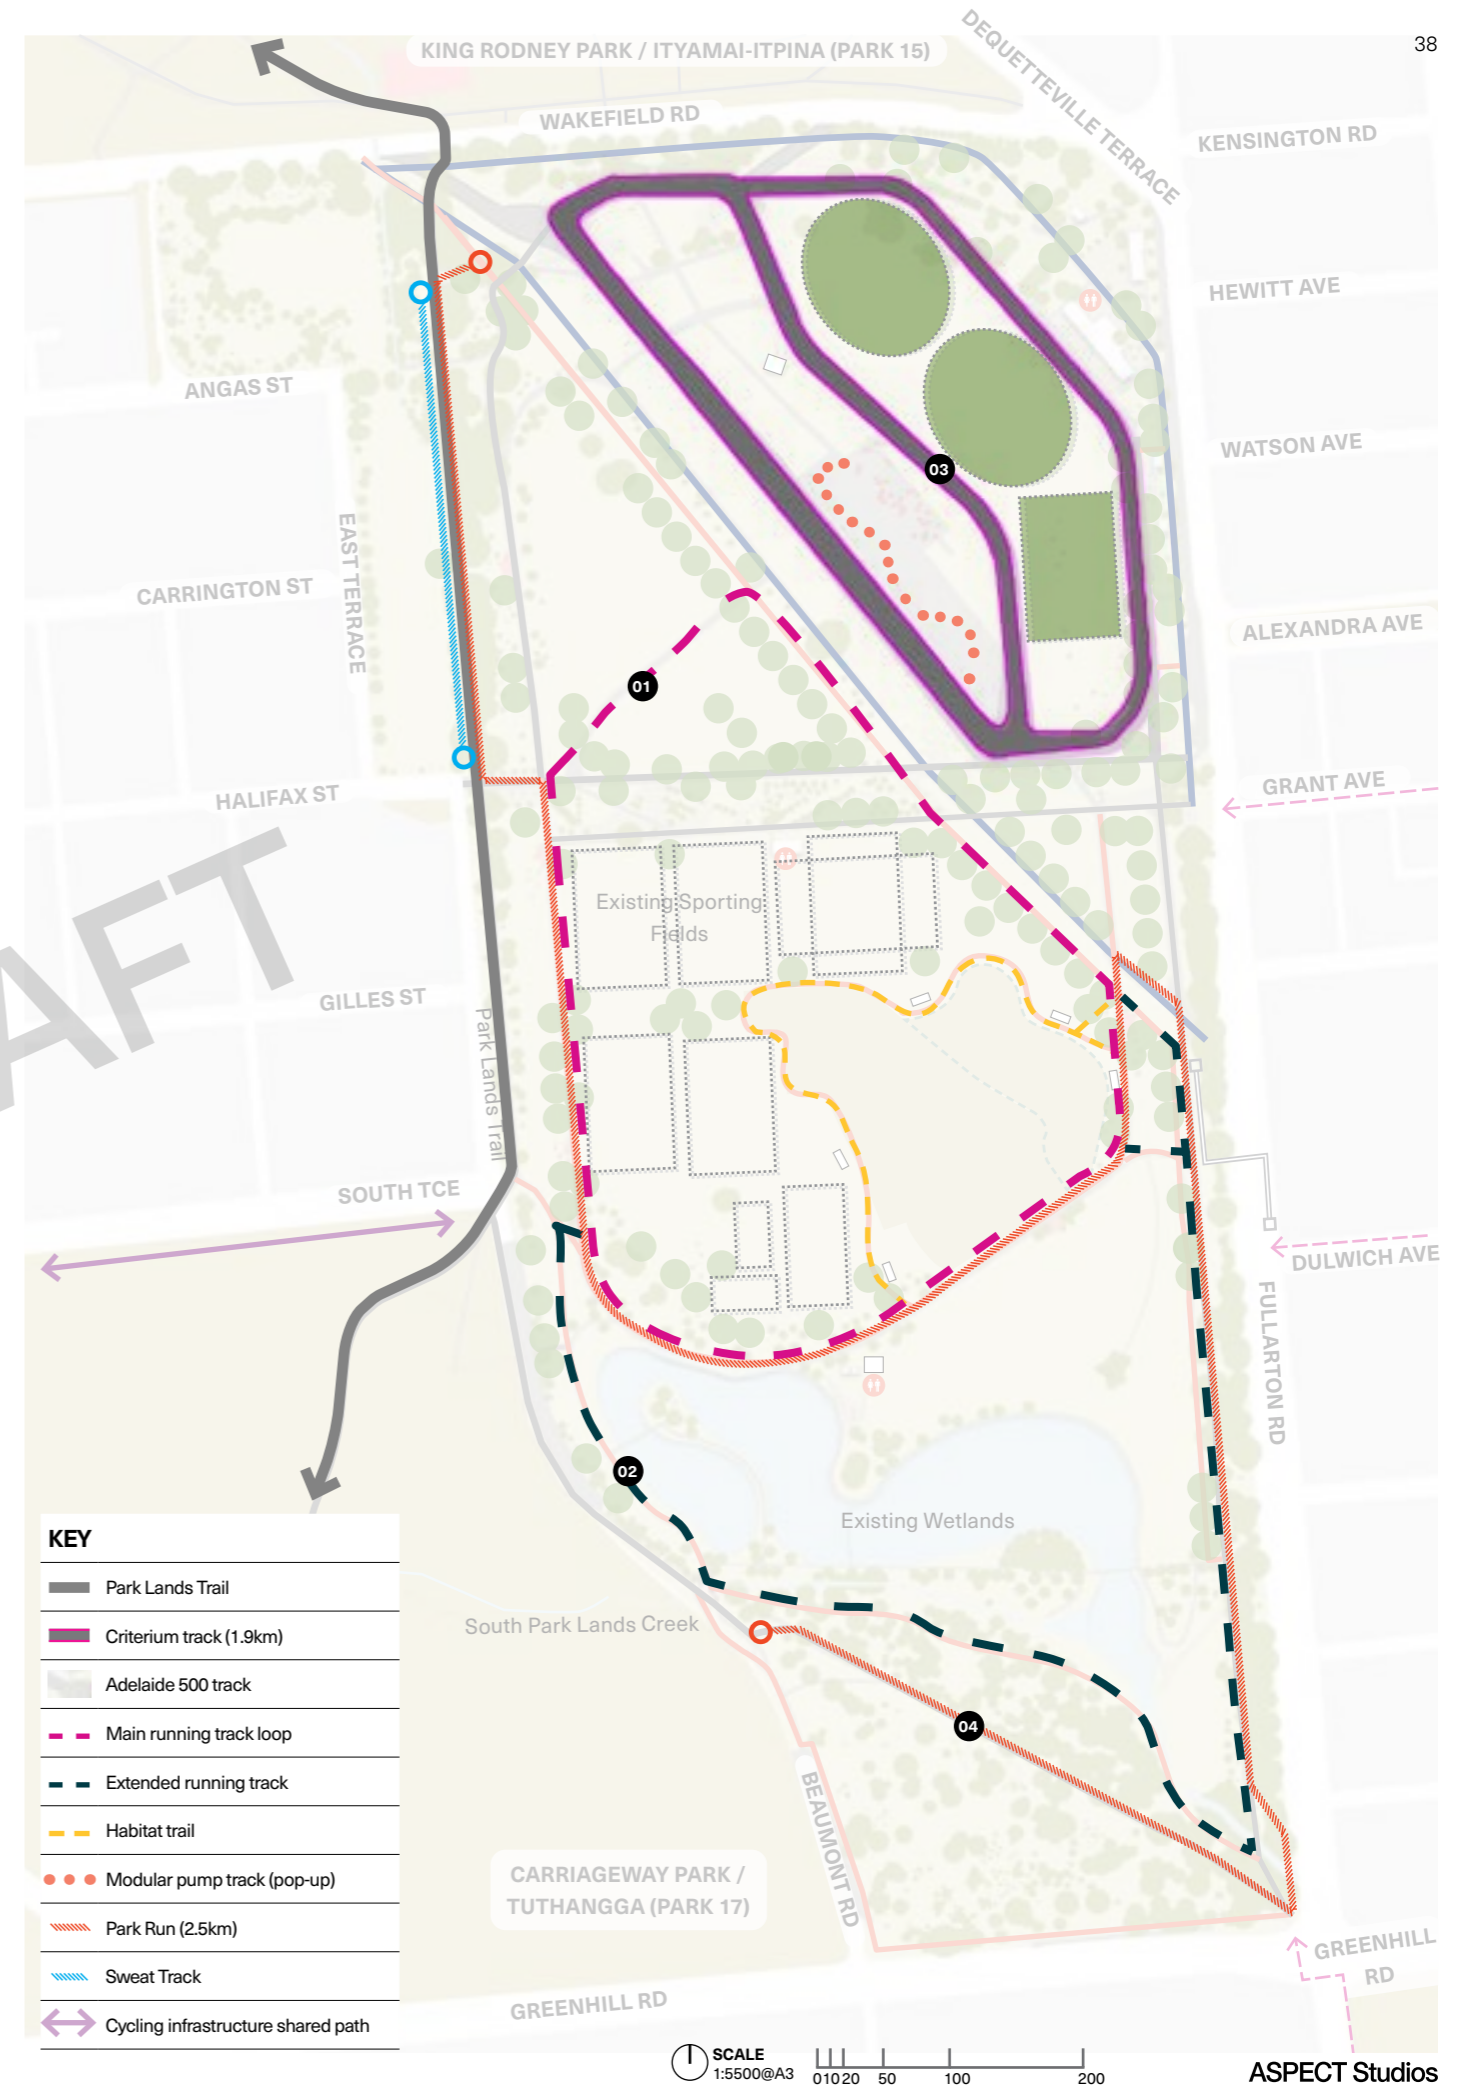 38
KING RODNEY PARK / ITYAMAI-ITPINA (PARK 15)
DEQUETTEVILLE TERRACE
WAKEFIELD RD
KENSINGTON RD
HEWITT AVE
ANGAS ST
WATSON AVE
03
EAST TERRACE
CARRINGTON ST
ALEXANDRA AVE
01
GRANT AVE
HALIFAX ST
Existing Sporting
Fields
AFT
GILLES ST
Park Lands Trail
SOUTH TCE
DULWICH AVE
FULLARTON RD
02
Existing Wetlands
KEY
Park Lands Trail
Criterium track (1.9km)
Adelaide 500 track
Main running track loop
Extended running track
Habitat trail
Modular pump track (pop-up)
Park Run (2.5km)
Sweat Track
Cycling infrastructure shared path
South Park Lands Creek
04
BEAUMONT RD
CARRIAGEWAY PARK /
TUTHANGGA (PARK 17)
GREENHILL
RD
GREENHILL RD
SCALE
1:5500@A3
0 10 20 50 100 200
ASPECT Studios